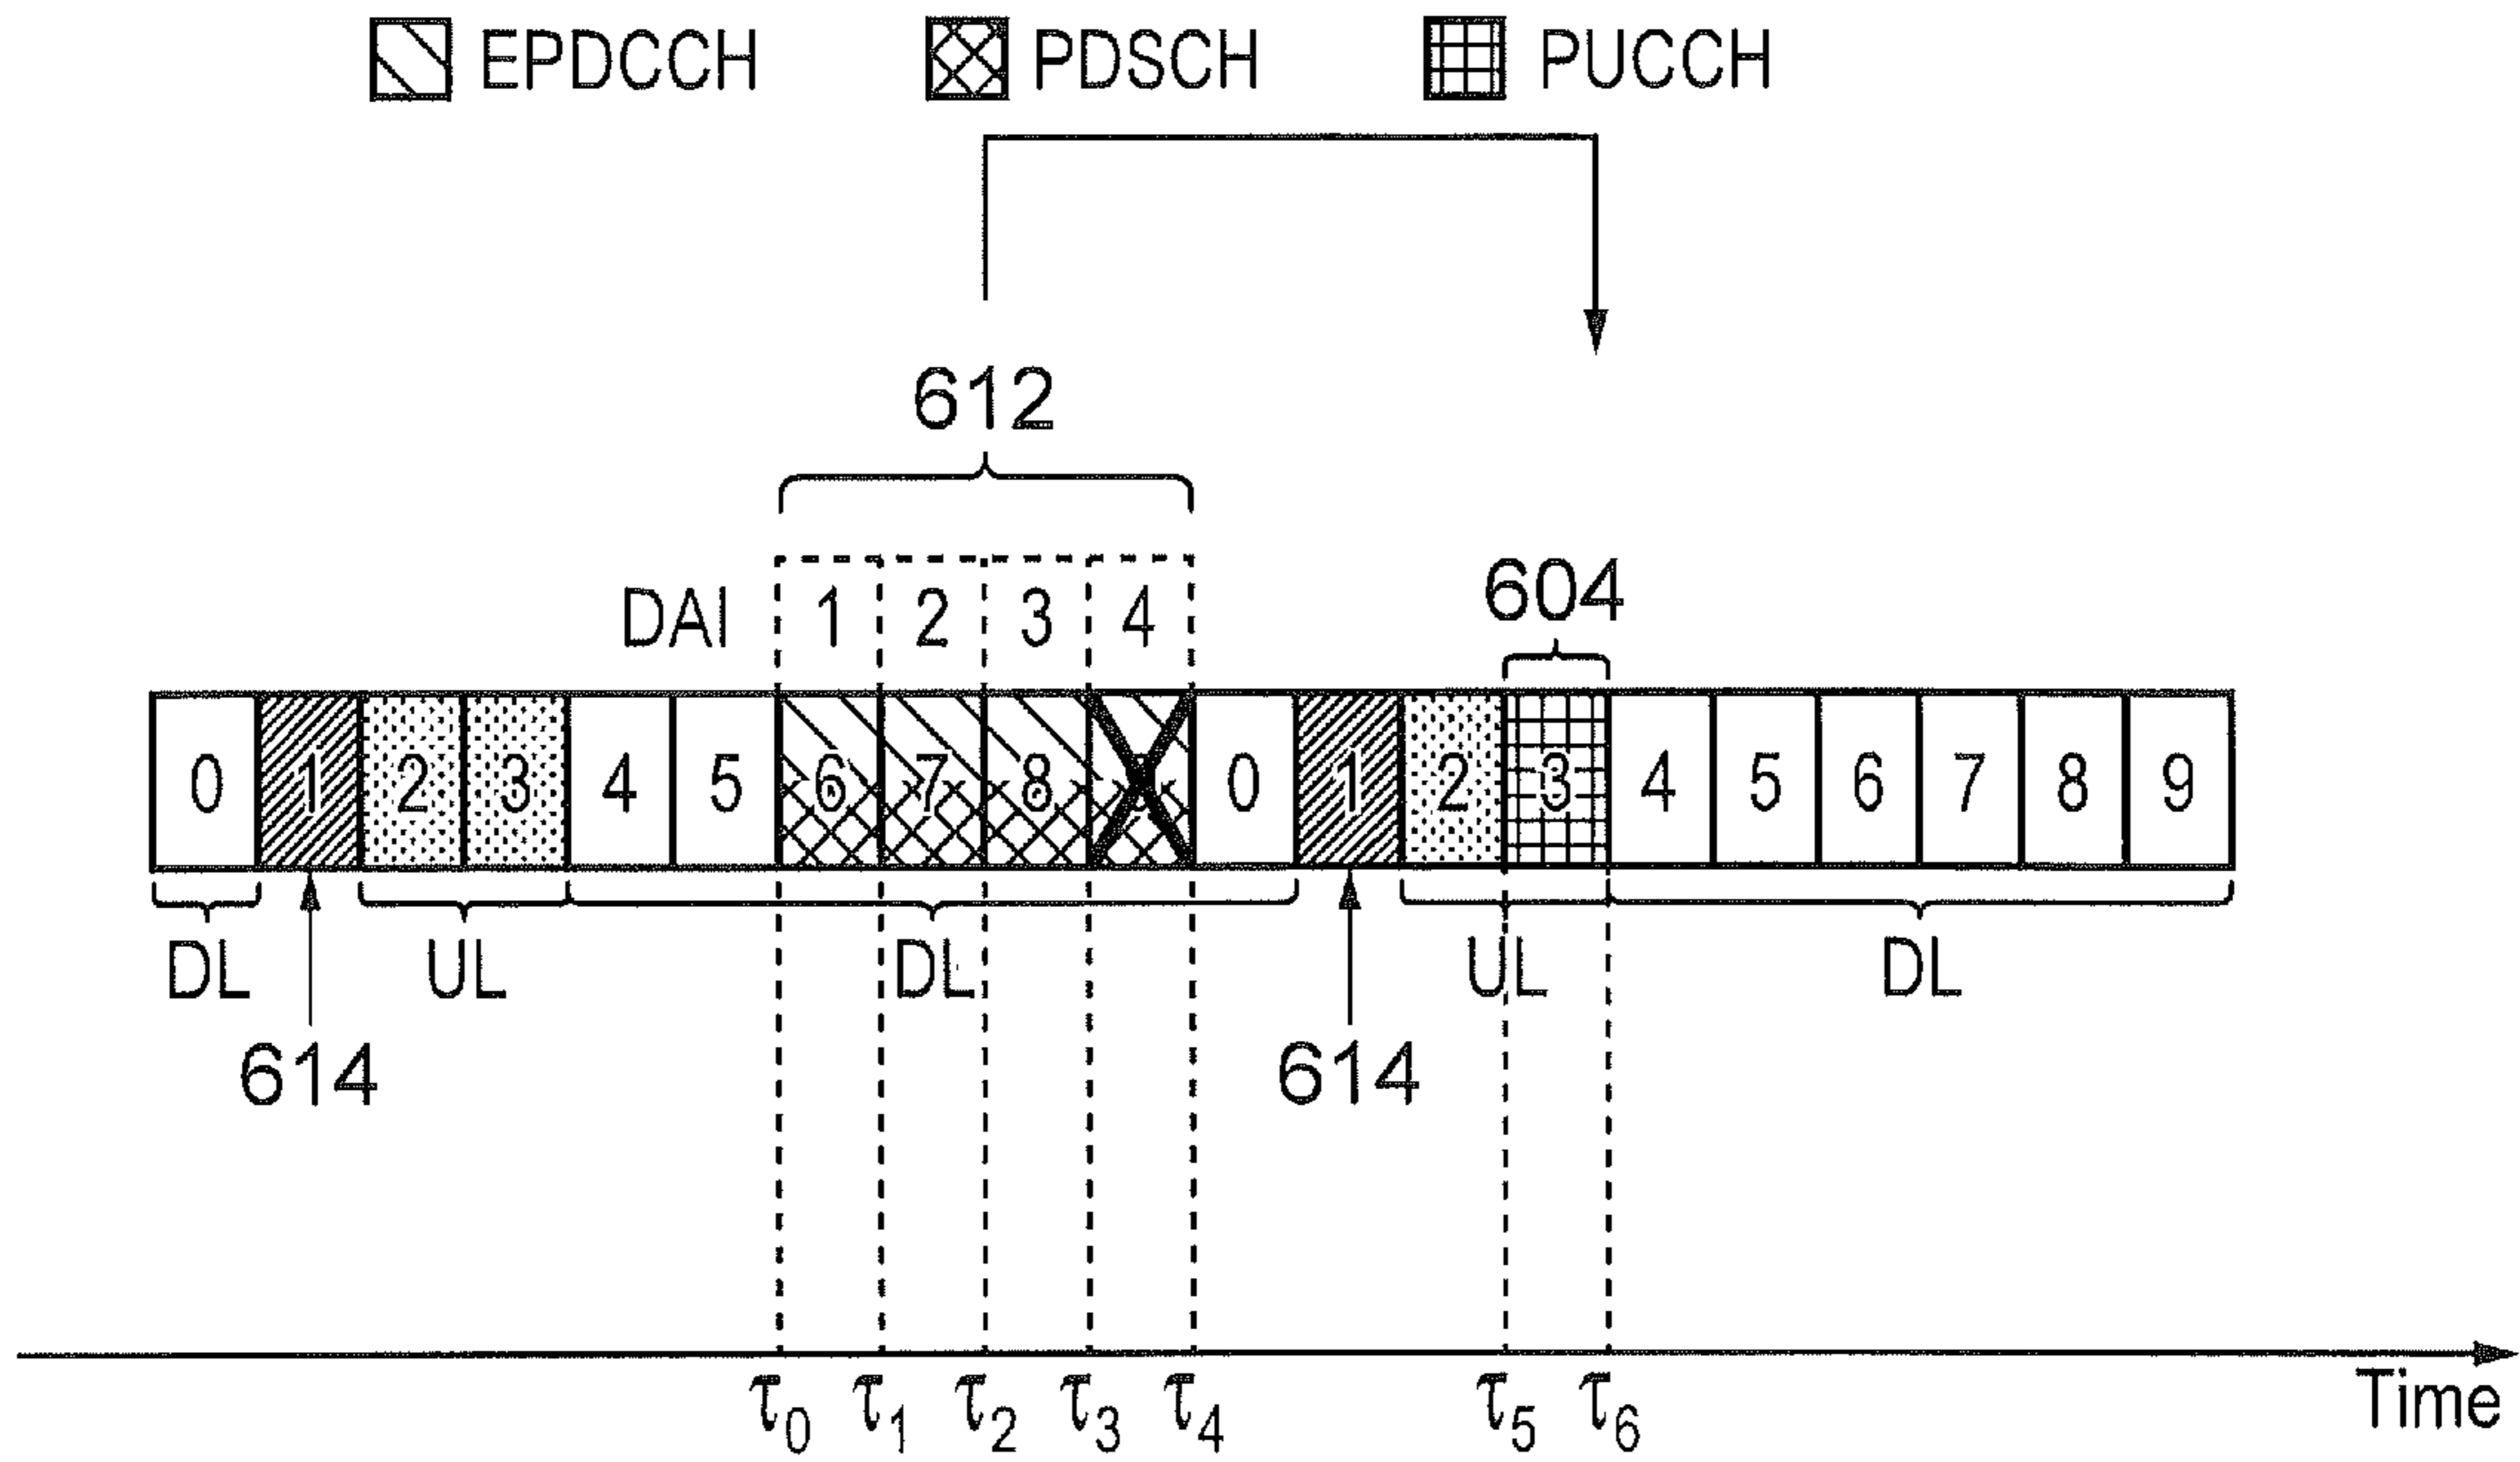 EPDCCH PDSCH PUCCH
612
604
DAI 1 2 3 4
0 1 2 3 4 5 6 7 8 0 1 2 3 4 5 6 7 8 9
DL UL DL UL DL
614 614
τ0 τ1 τ2 τ3 τ4 τ5 τ6
Time